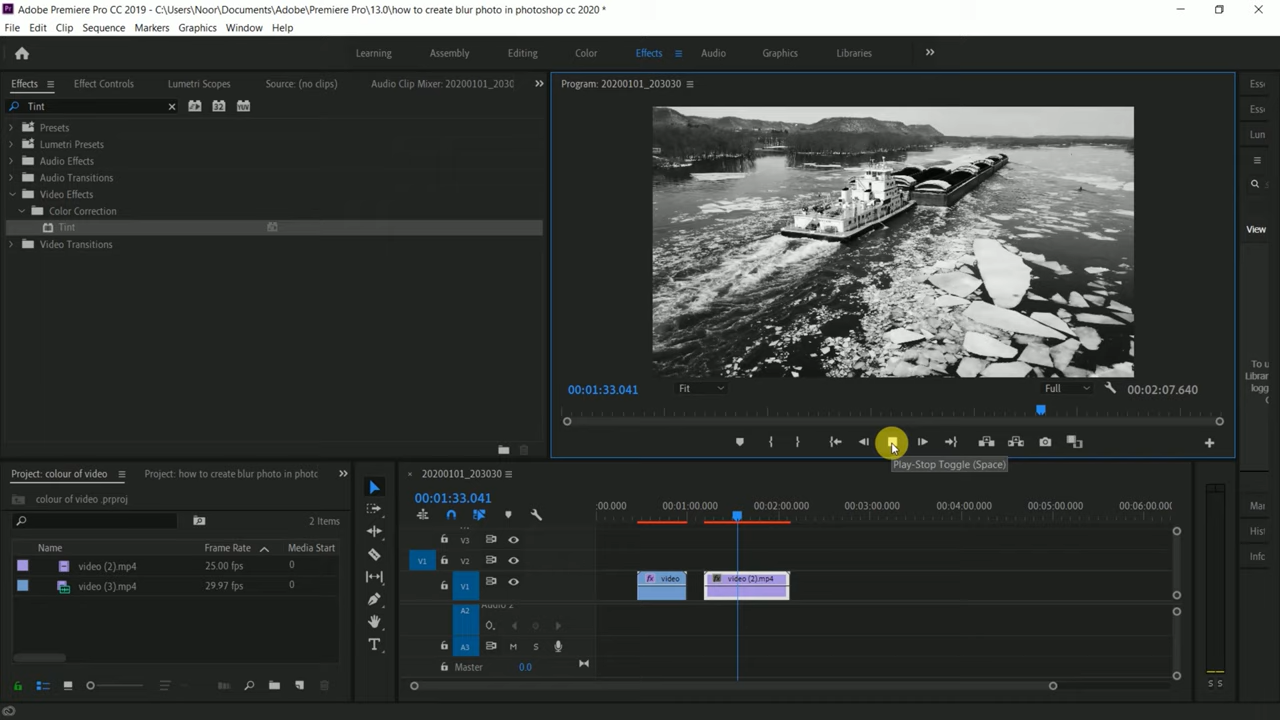 Adobe Premiere Pro CC 2019 - C:\Users\Noor\Documents\Adobe\Premiere Pro\13.0\how to create blur photo in photoshop cc 2020 *
File Edit Clip Sequence Markers Graphics Window Help
Learning Assembly Editing Color Effects Audio Graphics Libraries
Effects Effect Controls Lumetri Scopes Source: (no clips) Audio Clip Mixer: 20200101_2030
Program: 20200101_203030
Tint
Presets
Lumetri Presets
Audio Effects
Audio Transitions
Video Effects
Color Correction
Tint
Video Transitions
Esse
Esse
Lun
View
To u
Librar
logg
00:01:33.041 Fit Full 00:02:07.640
Play-Stop Toggle (Space)
Project: colour of video Project: how to create blur photo in photoc
colour of video .prproj
2 Items
Name Frame Rate Media Start
video (2).mp4 25.00 fps 0
video (3).mp4 29.97 fps 0
20200101_203030
00:01:33.041
:00.000 00:01:00.000 00:02:00.000 00:03:00.000 00:04:00.000 00:05:00.000 00:06:00.000
V3
V1 V2
V1
video video (2).mp4
Audio 2
A2
A3 M S
Master 0.0
S S
Mar
Hist
Info